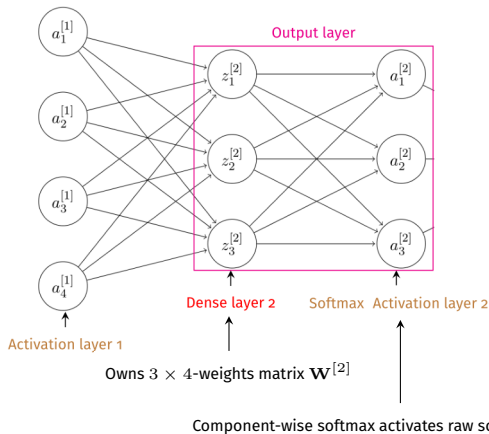 Output layer
a_1^{[1]} z_1^{[2]} a_1^{[2]}
a_2^{[1]} z_2^{[2]} a_2^{[2]}
a_3^{[1]} z_3^{[2]} a_3^{[2]}
a_4^{[1]}
Dense layer 2 Softmax Activation layer 2
Activation layer 1
Owns 3 × 4-weights matrix W^{[2]}
Component-wise softmax activates raw